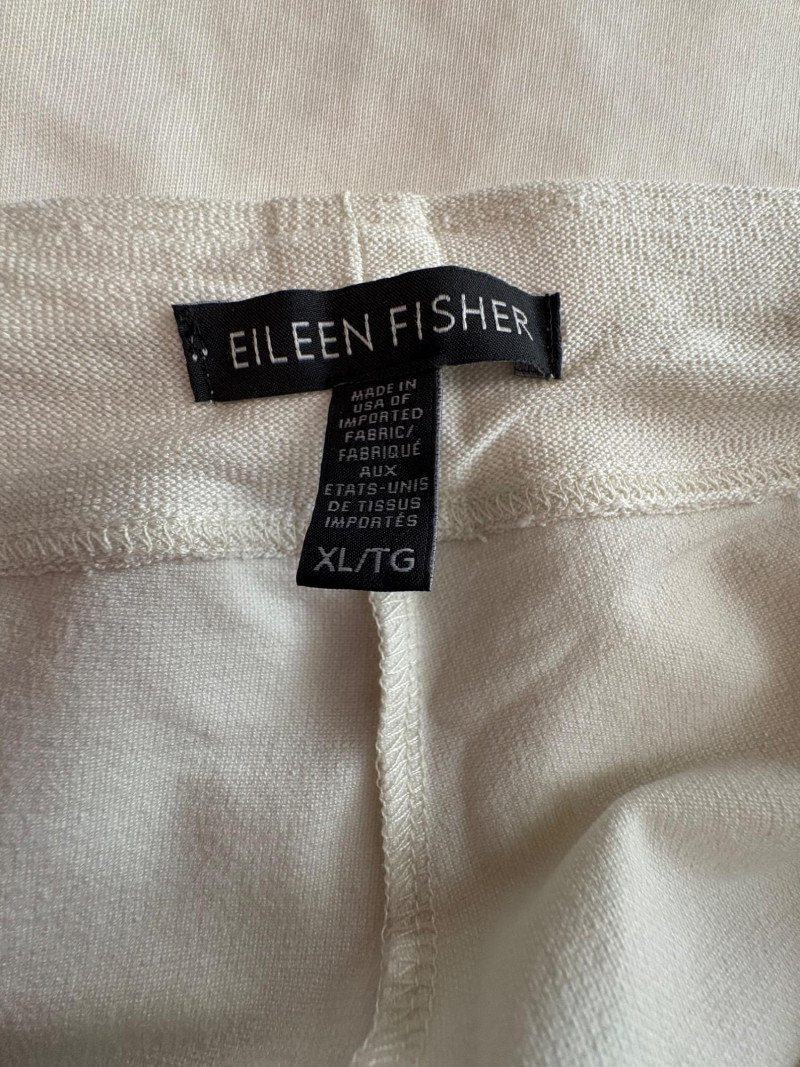 EILEEN FISHER
MADE IN
USA OF
IMPORTED
FABRIC/
FABRIQUÉ
AUX
ETATS-UNIS
DE TISSUS
IMPORTÉS
XL/TG